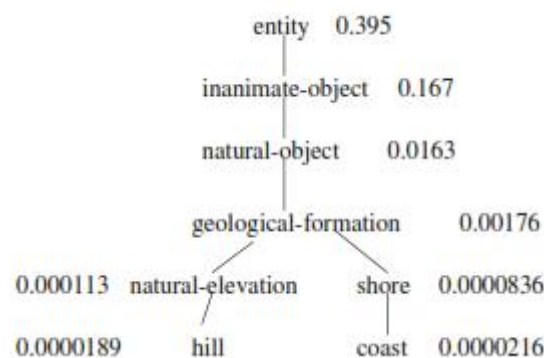 entity 0.395
inanimate-object 0.167
natural-object 0.0163
geological-formation 0.00176
0.000113 natural-elevation shore 0.0000836
0.0000189 hill coast 0.0000216